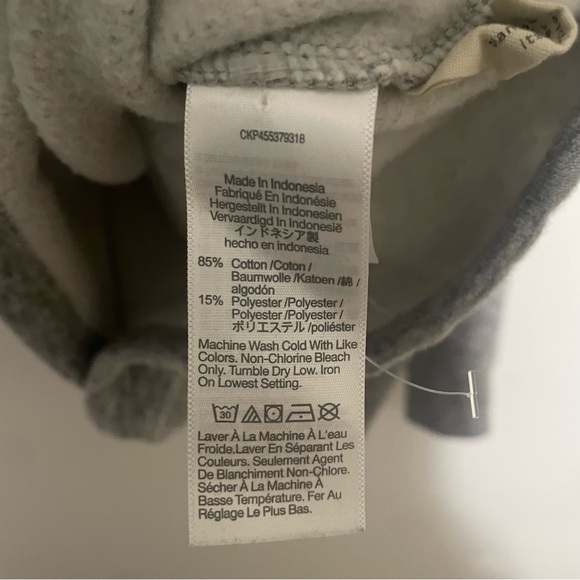 CKP455379318
Made In Indonesia
Fabriqué En Indonésie
Hergestellt In Indonesien
Vervaardigd In Indonesië
インドネシア製
hecho en indonesia
85% Cotton /Coton /
Baumwolle /Katoen /綿 /
algodón
15% Polyester /Polyester /
Polyester /Polyester /
ポリエステル /poliéster
Machine Wash Cold With Like
Colors. Non-Chlorine Bleach
Only. Tumble Dry Low. Iron
On Lowest Setting.
30
Laver À La Machine À L'eau
Froide.Laver En Séparant Les
Couleurs. Seulement Agent
De Blanchiment Non-Chlore.
Sécher À La Machine À
Basse Température. Fer Au
Réglage Le Plus Bas.